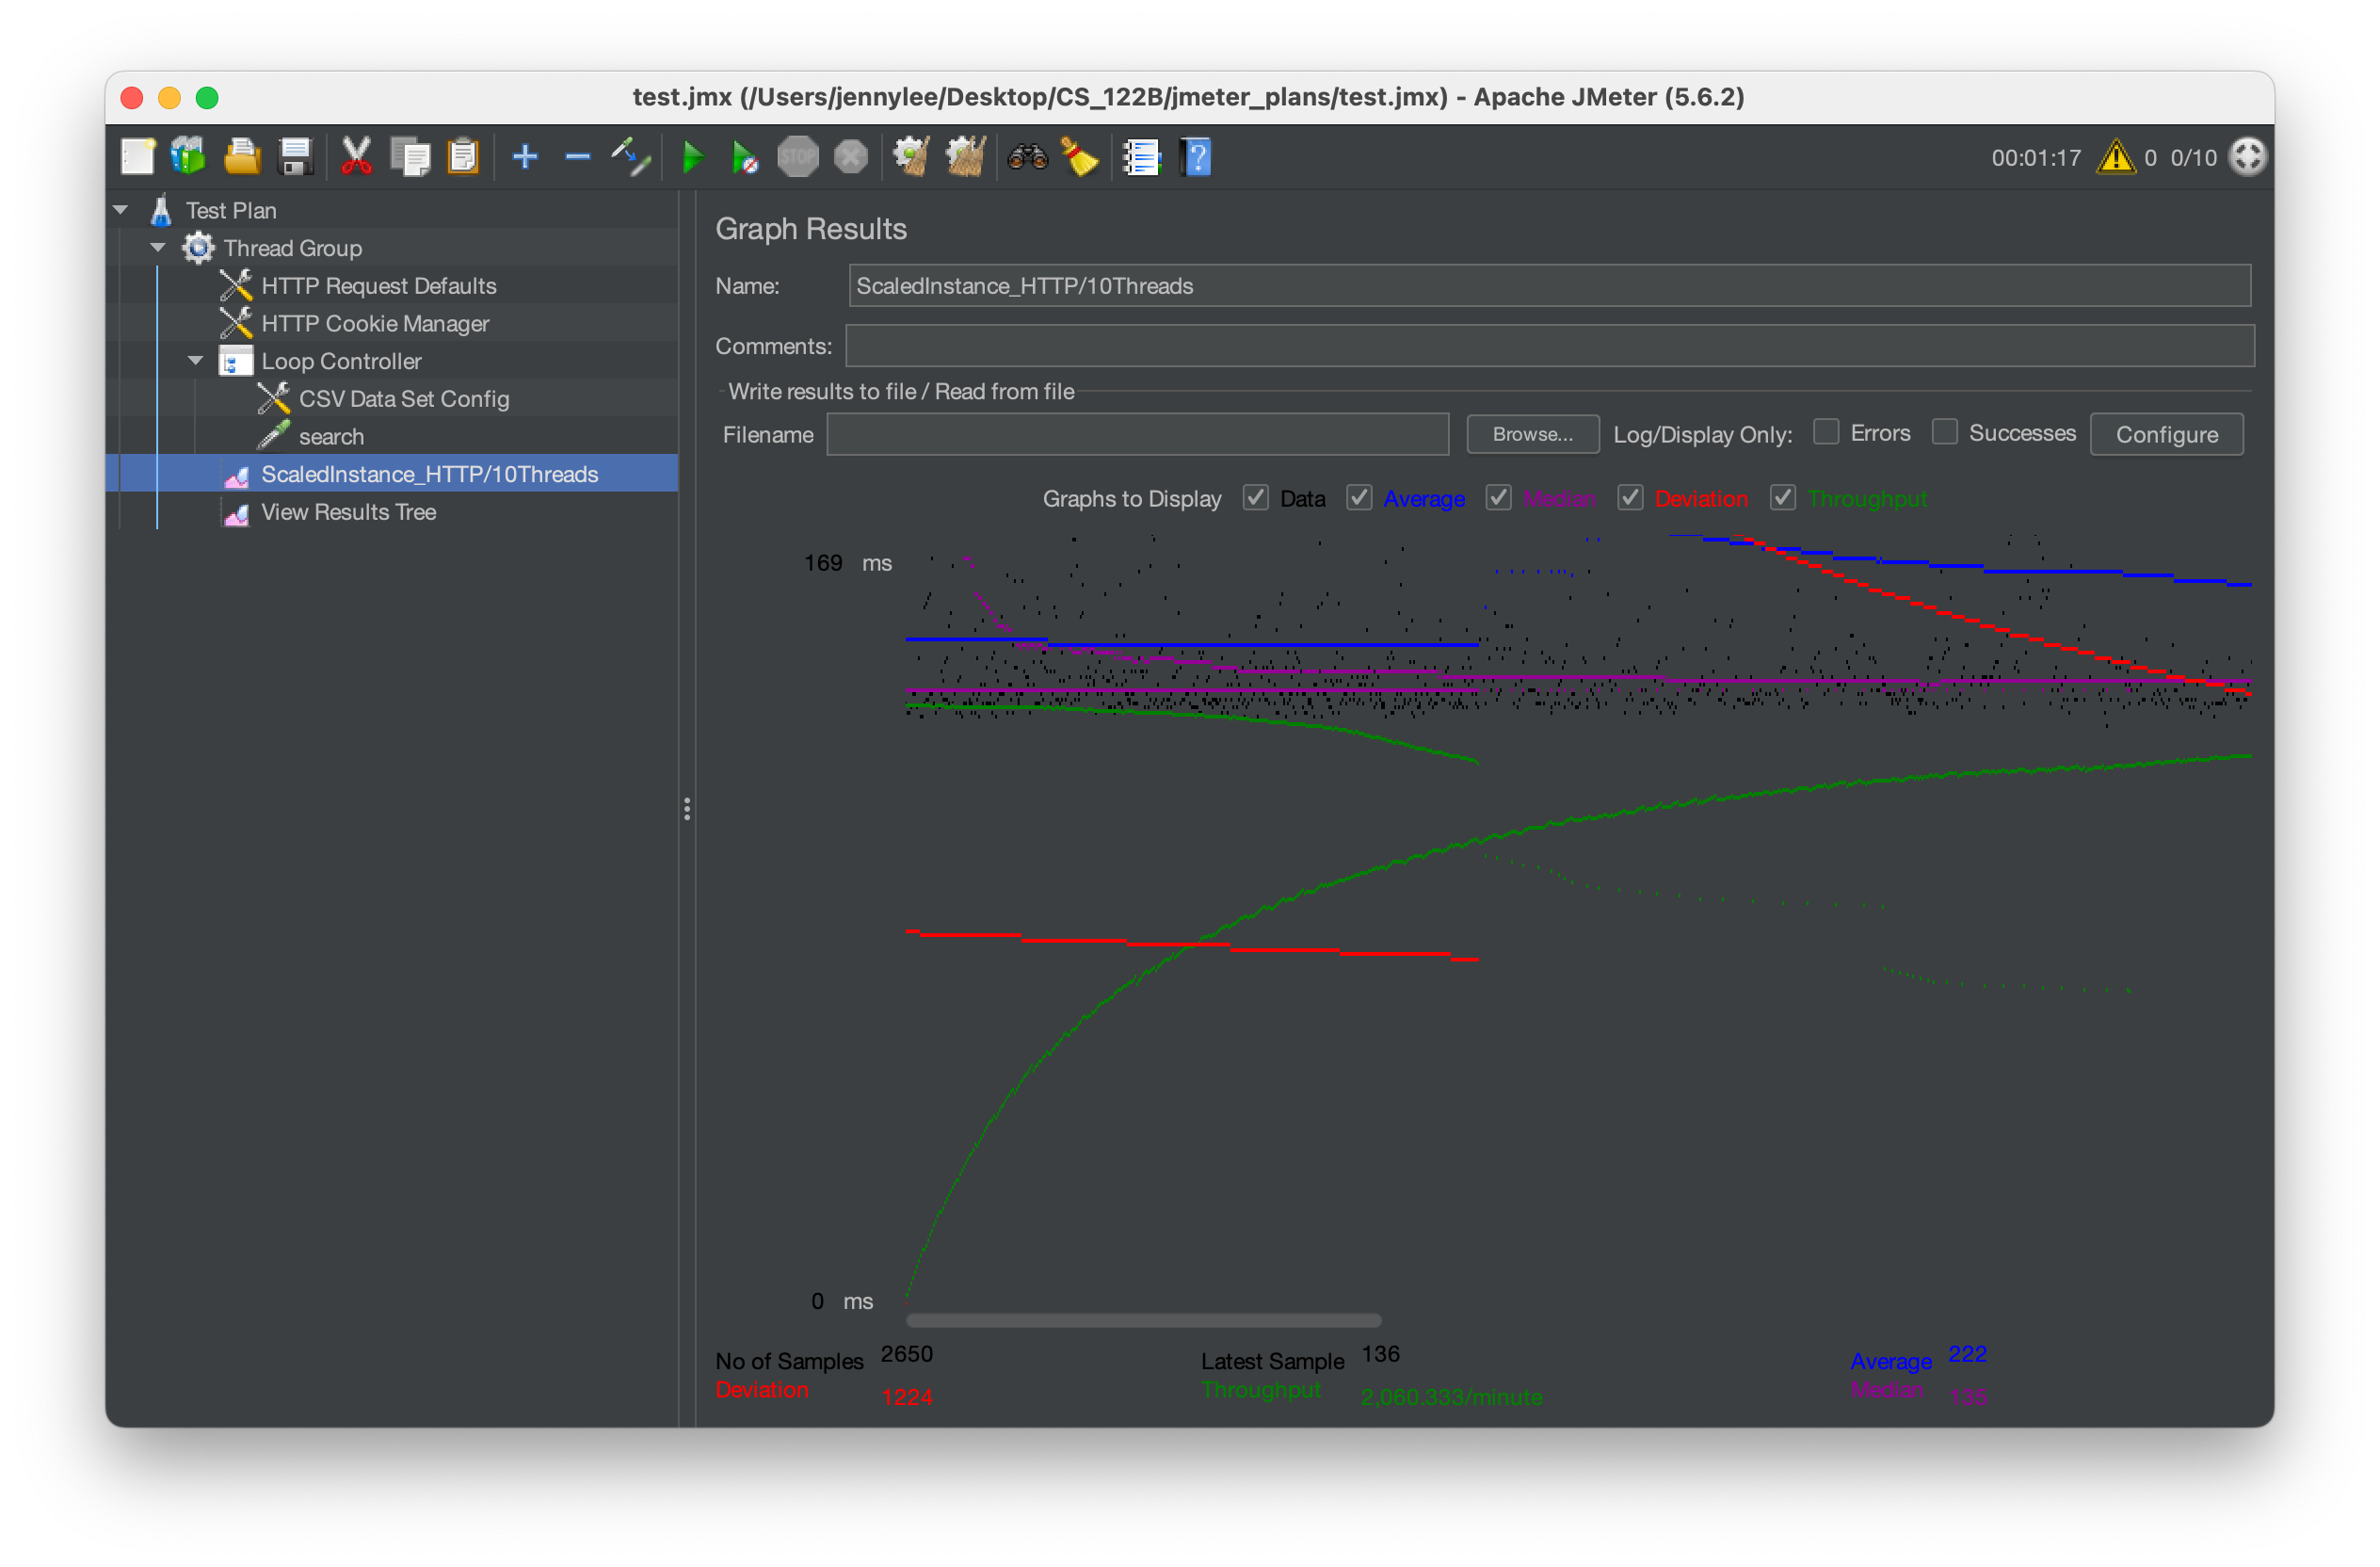 test.jmx (/Users/jennylee/Desktop/CS_122B/jmeter_plans/test.jmx) - Apache JMeter (5.6.2)
STOP
00:01:17 0 0/10
Test Plan
Thread Group
HTTP Request Defaults
HTTP Cookie Manager
Loop Controller
CSV Data Set Config
search
ScaledInstance_HTTP/10Threads
View Results Tree
Graph Results
Name: ScaledInstance_HTTP/10Threads
Comments:
Write results to file / Read from file
Filename Browse... Log/Display Only: Errors Successes Configure
Graphs to Display Data Average Median Deviation Throughput
169 ms
0 ms
No of Samples 2650 Latest Sample 136 Average 222
Deviation 1224 Throughput 2,060.333/minute Median 135